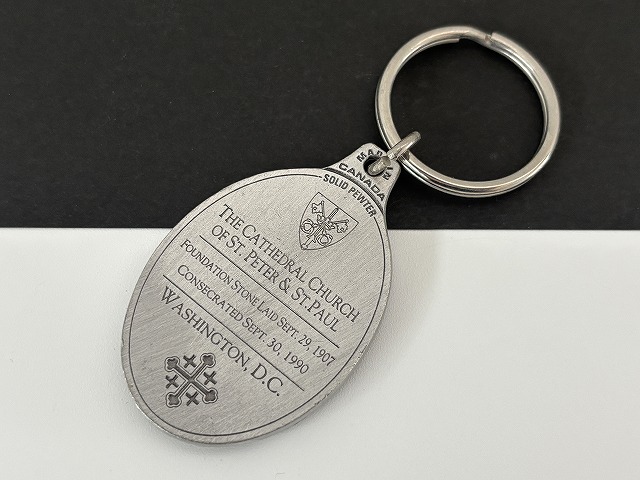 MADE IN
CANADA
SOLID PEWTER
THE CATHEDRAL CHURCH
OF ST. PETER & ST. PAUL
FOUNDATION STONE LAID SEPT. 29, 1907
CONSECRATED SEPT. 30, 1990
WASHINGTON, D.C.